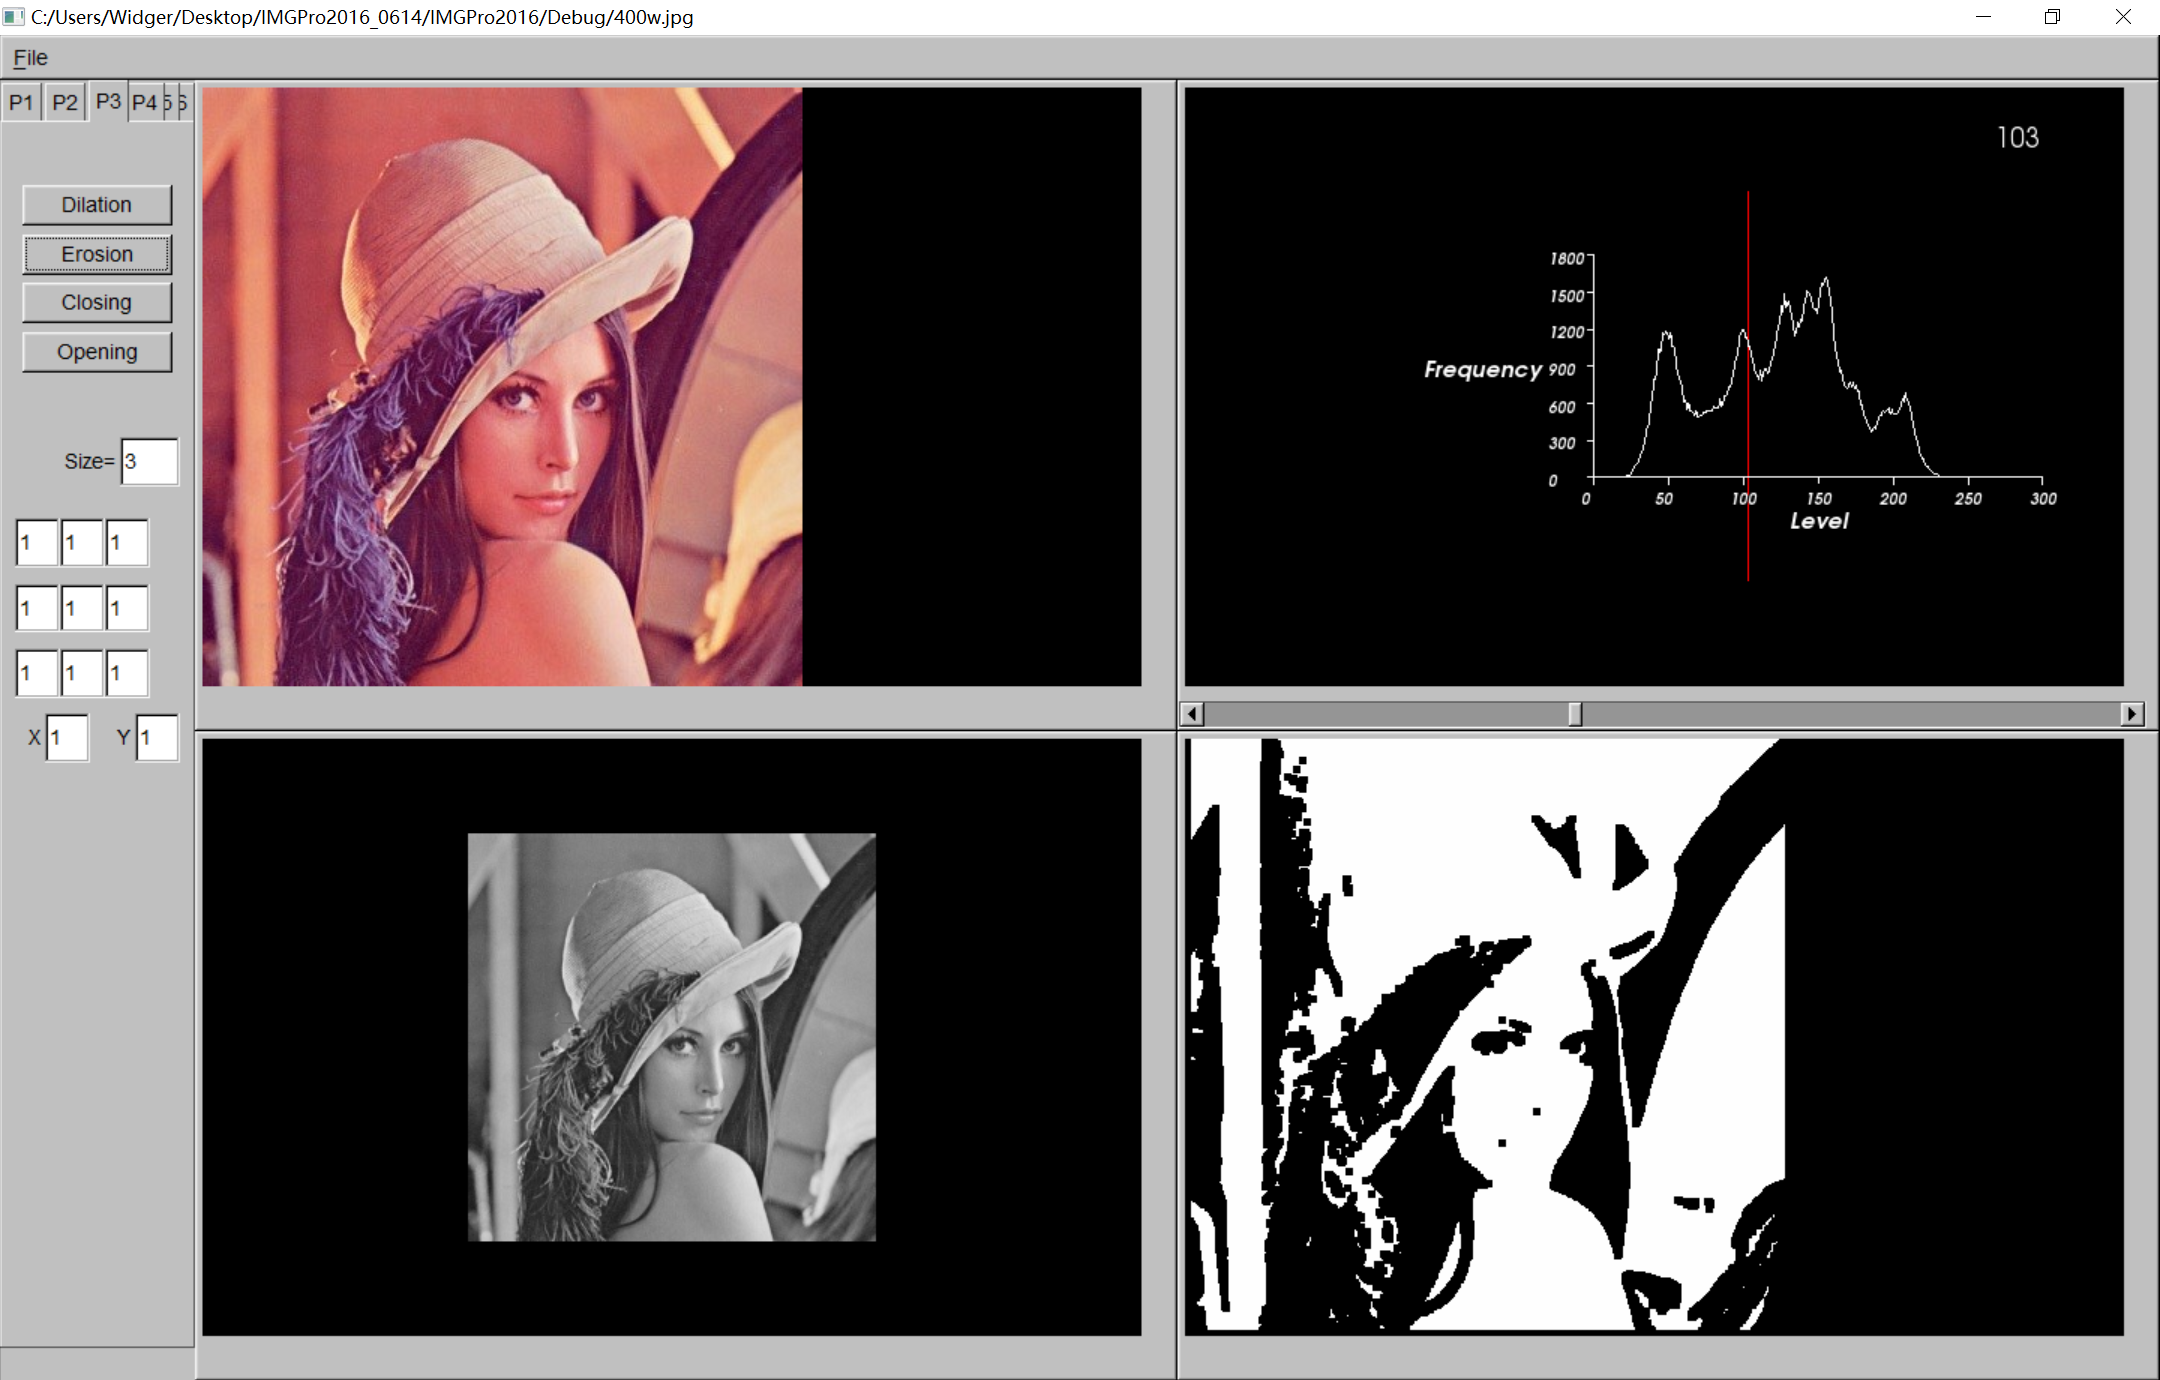 C:/Users/Widger/Desktop/IMGPro2016_0614/IMGPro2016/Debug/400w.jpg
File
P1 P2 P3 P4 5 6
Dilation
Erosion
Closing
Opening
Size= 3
1 1 1
1 1 1
1 1 1
X 1 Y 1
103
1800
1500
1200
Frequency 900
600
300
0
0 50 100 150 200 250 300
Level